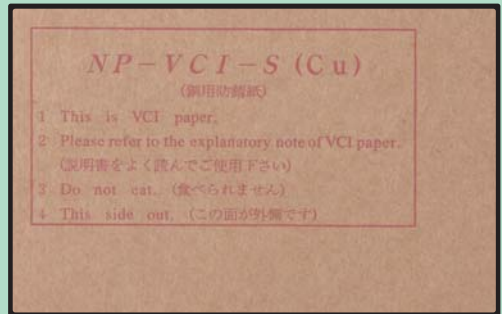 NP-VCI-S (Cu)
(銅用防錆紙)
1 This is VCI paper.
2 Please refer to the explanatory note of VCI paper.
(説明書をよく読んでご使用下さい)
3 Do not eat. (食べられません)
4 This side out. (この面が外側です)